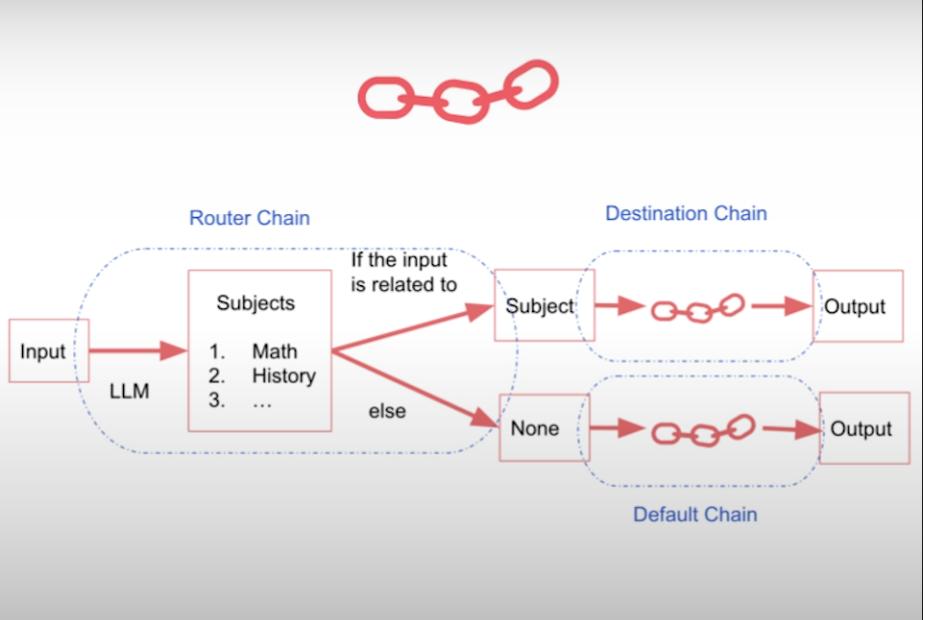 Router Chain
Destination Chain
If the input
is related to
Subjects
1. Math
2. History
3. ...
Input
LLM
else
Subject
Output
None
Output
Default Chain